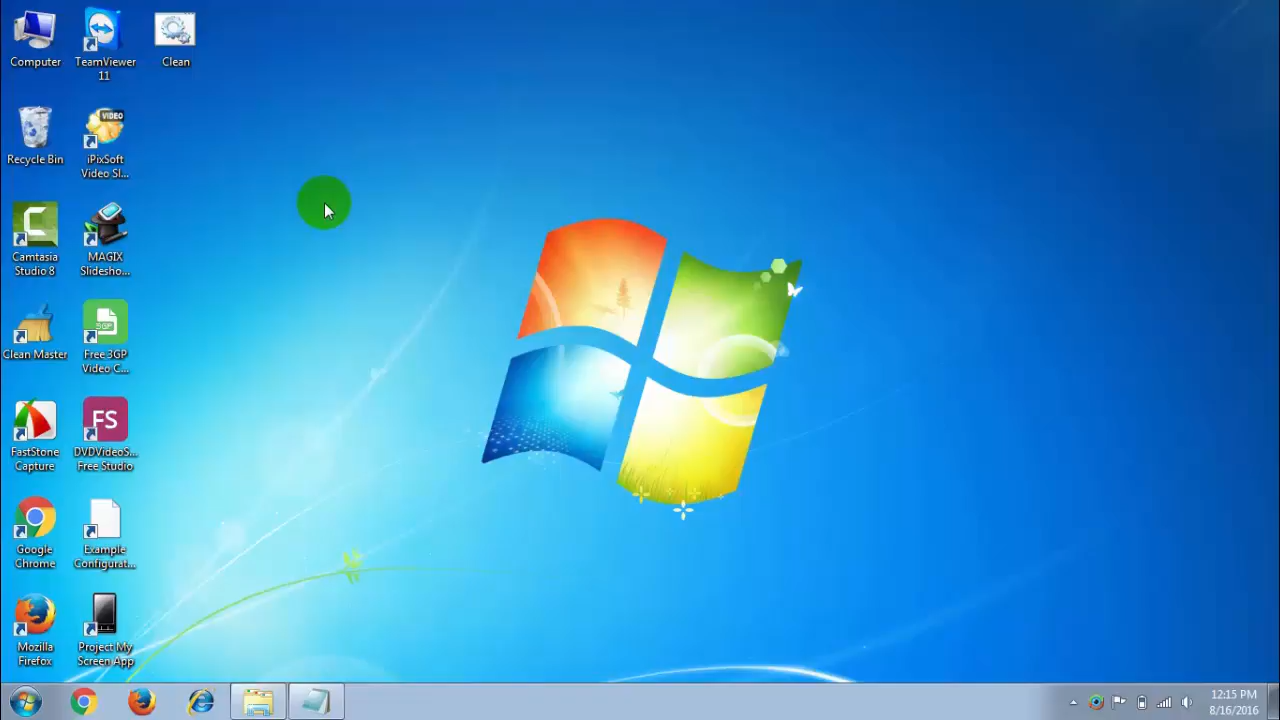 Computer
TeamViewer
11
Clean
Recycle Bin
VIDEO
iPixSoft
Video Sl...
Camtasia
Studio 8
MAGIX
Slidesho...
Clean Master
3GP
Free 3GP
Video C...
FastStone
Capture
FS
DVDVideoS...
Free Studio
Google
Chrome
Example
Configurat...
Mozilla
Firefox
Project My
Screen App
12:15 PM
8/16/2016